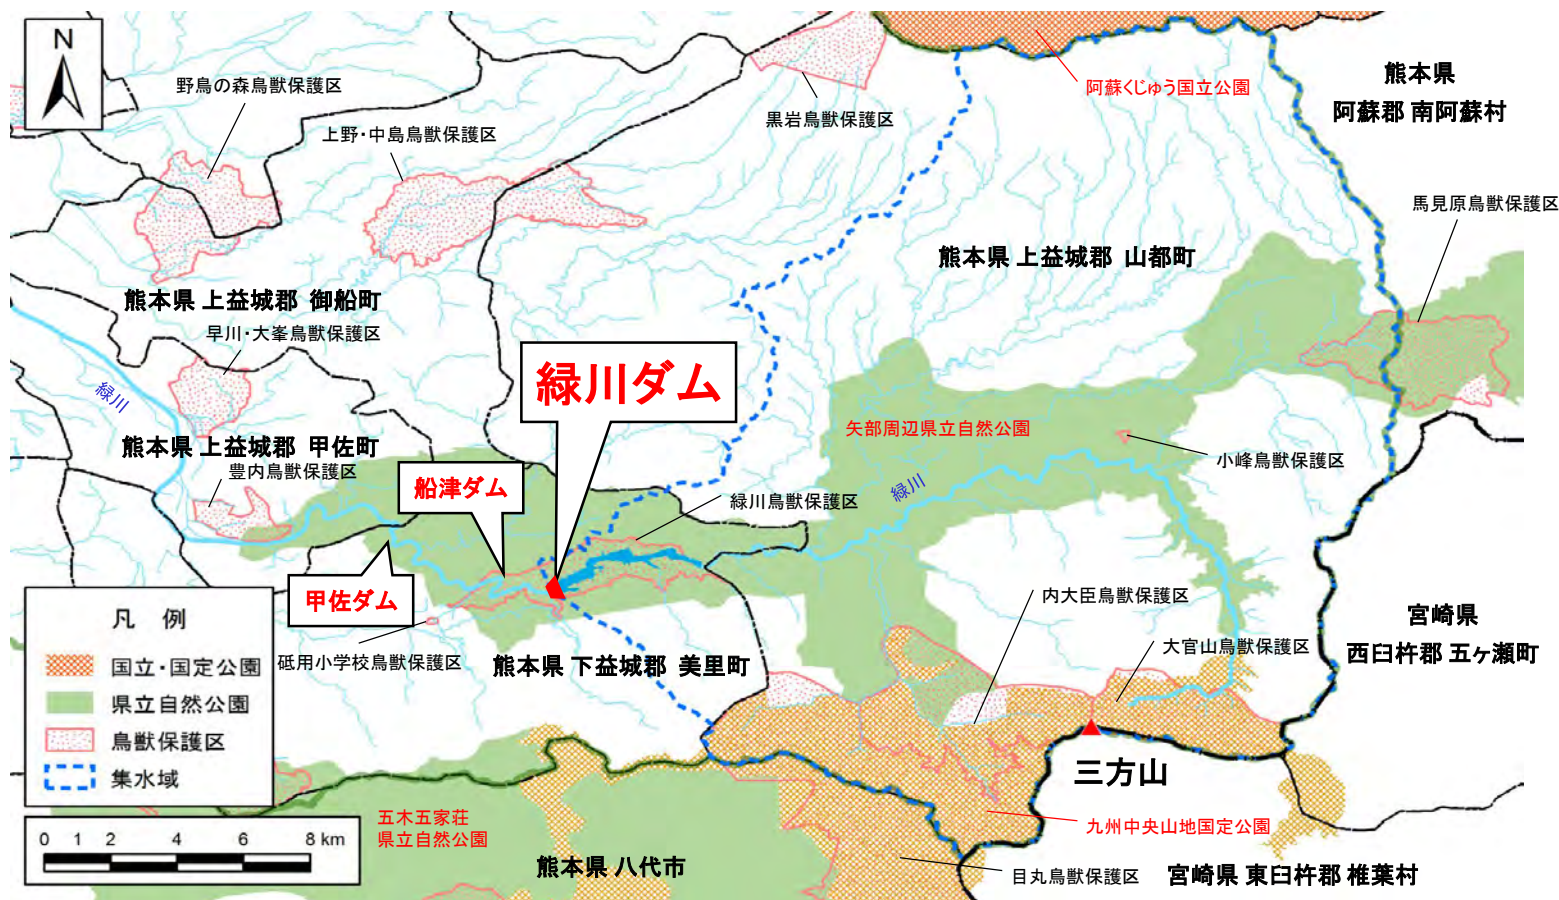 N
野鳥の森鳥獣保護区
上野・中島鳥獣保護区
黒岩鳥獣保護区
阿蘇くじゅう国立公園
熊本県
阿蘇郡 南阿蘇村
馬見原鳥獣保護区
熊本県 上益城郡 山都町
熊本県 上益城郡 御船町
早川・大峯鳥獣保護区
緑川
緑川ダム
矢部周辺県立自然公園
熊本県 上益城郡 甲佐町
豊内鳥獣保護区
小峰鳥獣保護区
船津ダム
緑川鳥獣保護区
緑川
甲佐ダム
内大臣鳥獣保護区
宮崎県
西臼杵郡 五ヶ瀬町
大官山鳥獣保護区
砥用小学校鳥獣保護区
熊本県 下益城郡 美里町
凡 例
国立・国定公園
県立自然公園
鳥獣保護区
集水域
三方山
五木五家荘
県立自然公園
九州中央山地国定公園
0 1 2 4 6 8 km
熊本県 八代市
目丸鳥獣保護区
宮崎県 東臼杵郡 椎葉村